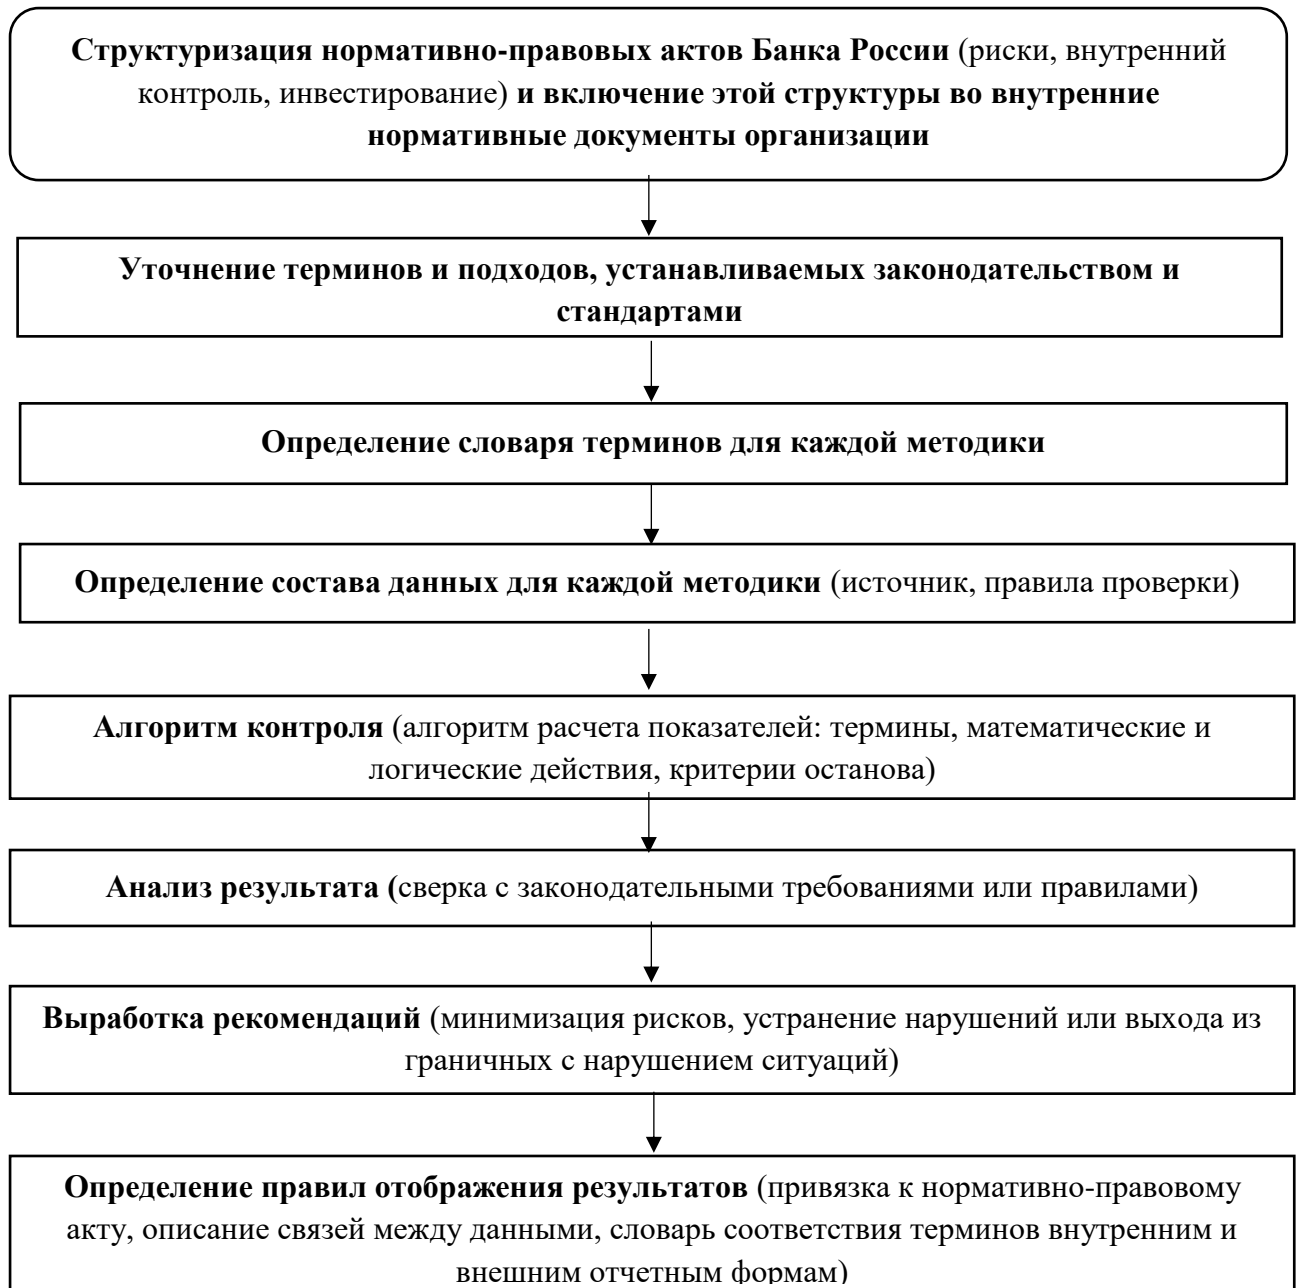 Структуризация нормативно-правовых актов Банка России (риски, внутренний
контроль, инвестирование) и включение этой структуры во внутренние
нормативные документы организации
Уточнение терминов и подходов, устанавливаемых законодательством и
стандартами
Определение словаря терминов для каждой методики
Определение состава данных для каждой методики (источник, правила проверки)
Алгоритм контроля (алгоритм расчета показателей: термины, математические и
логические действия, критерии останова)
Анализ результата (сверка с законодательными требованиями или правилами)
Выработка рекомендаций (минимизация рисков, устранение нарушений или выхода из
граничных с нарушением ситуаций)
Определение правил отображения результатов (привязка к нормативно-правовому
акту, описание связей между данными, словарь соответствия терминов внутренним и
внешним отчетным формам)